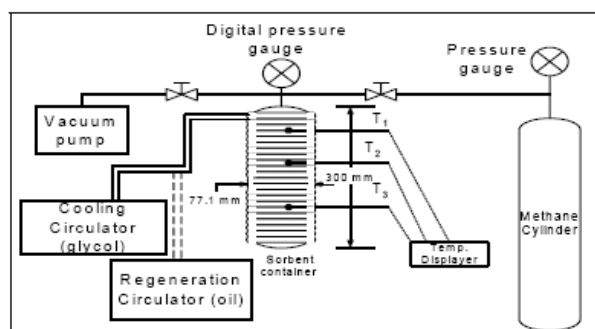 Digital pressure
gauge
Pressure
gauge
Vacuum
pump
T1
T2
300 mm
77.1 mm
T3
Cooling
Circulator
(glycol)
Methane
Cylinder
Temp.
Displayer
Sorbent
container
Regeneration
Circulator (oil)